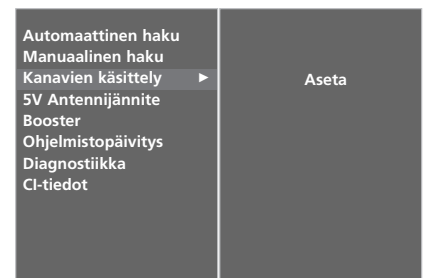 Automaattinen haku
Manuaalinen haku
Kanavien käsittely ►
Aseta
5V Antennijännite
Booster
Ohjelmistopäivitys
Diagnostiikka
CI-tiedot